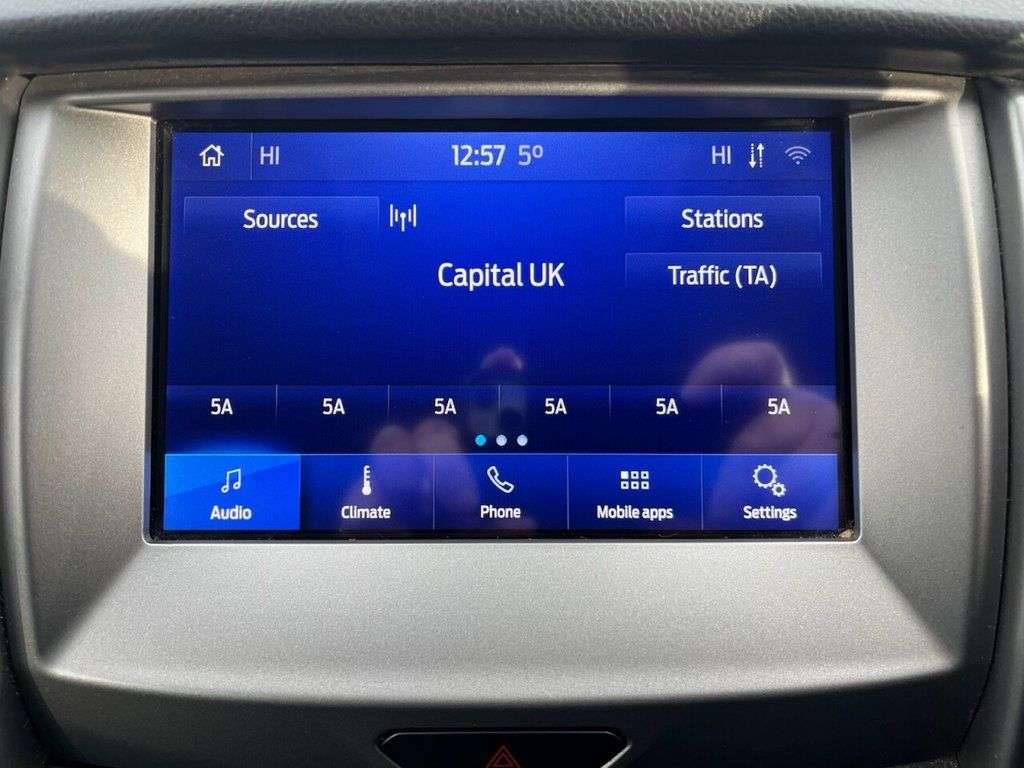 HI 12:57 5º HI
Sources Stations
Capital UK Traffic (TA)
5A 5A 5A 5A 5A 5A
Audio Climate Phone Mobile apps Settings